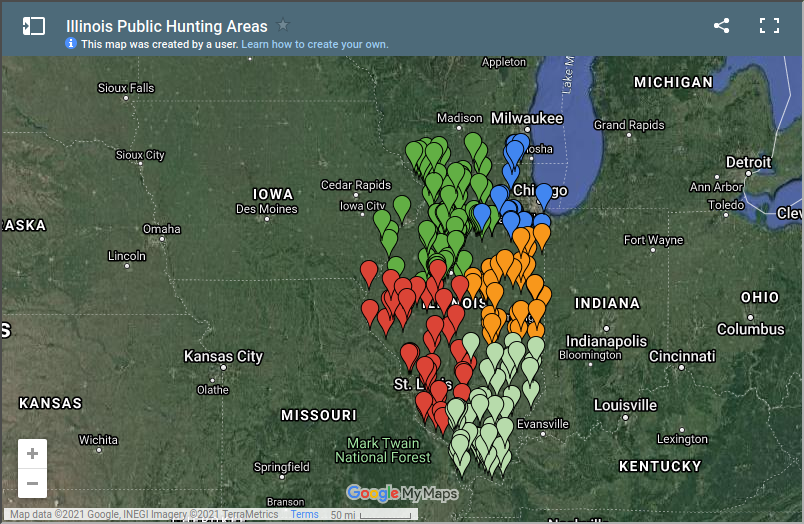 Illinois Public Hunting Areas
This map was created by a user. Learn how to create your own.
Appleton
Lake M
MICHIGAN
Sioux Falls
Madison
Milwaukee
Grand Rapids
osha
Sioux City
Detroit
Cedar Rapids
IOWA
Chicago
Ann Arbor
Iowa City
Des Moines
Toledo
Clev
ASKA
Omaha
Fort Wayne
Lincoln
ILLINOIS
INDIANA
OHIO
S
Columbus
Indianapolis
Kansas City
Bloomington
Cincinnati
Olathe
St. Louis
KANSAS
Louisville
MISSOURI
Evansville
Wichita
Lexington
Mark Twain
National Forest
Springfield
KENTUCKY
Google My Maps
Branson
Map data ©2021 Google, INEGI Imagery ©2021 TerraMetrics Terms 50 mi
Nashville